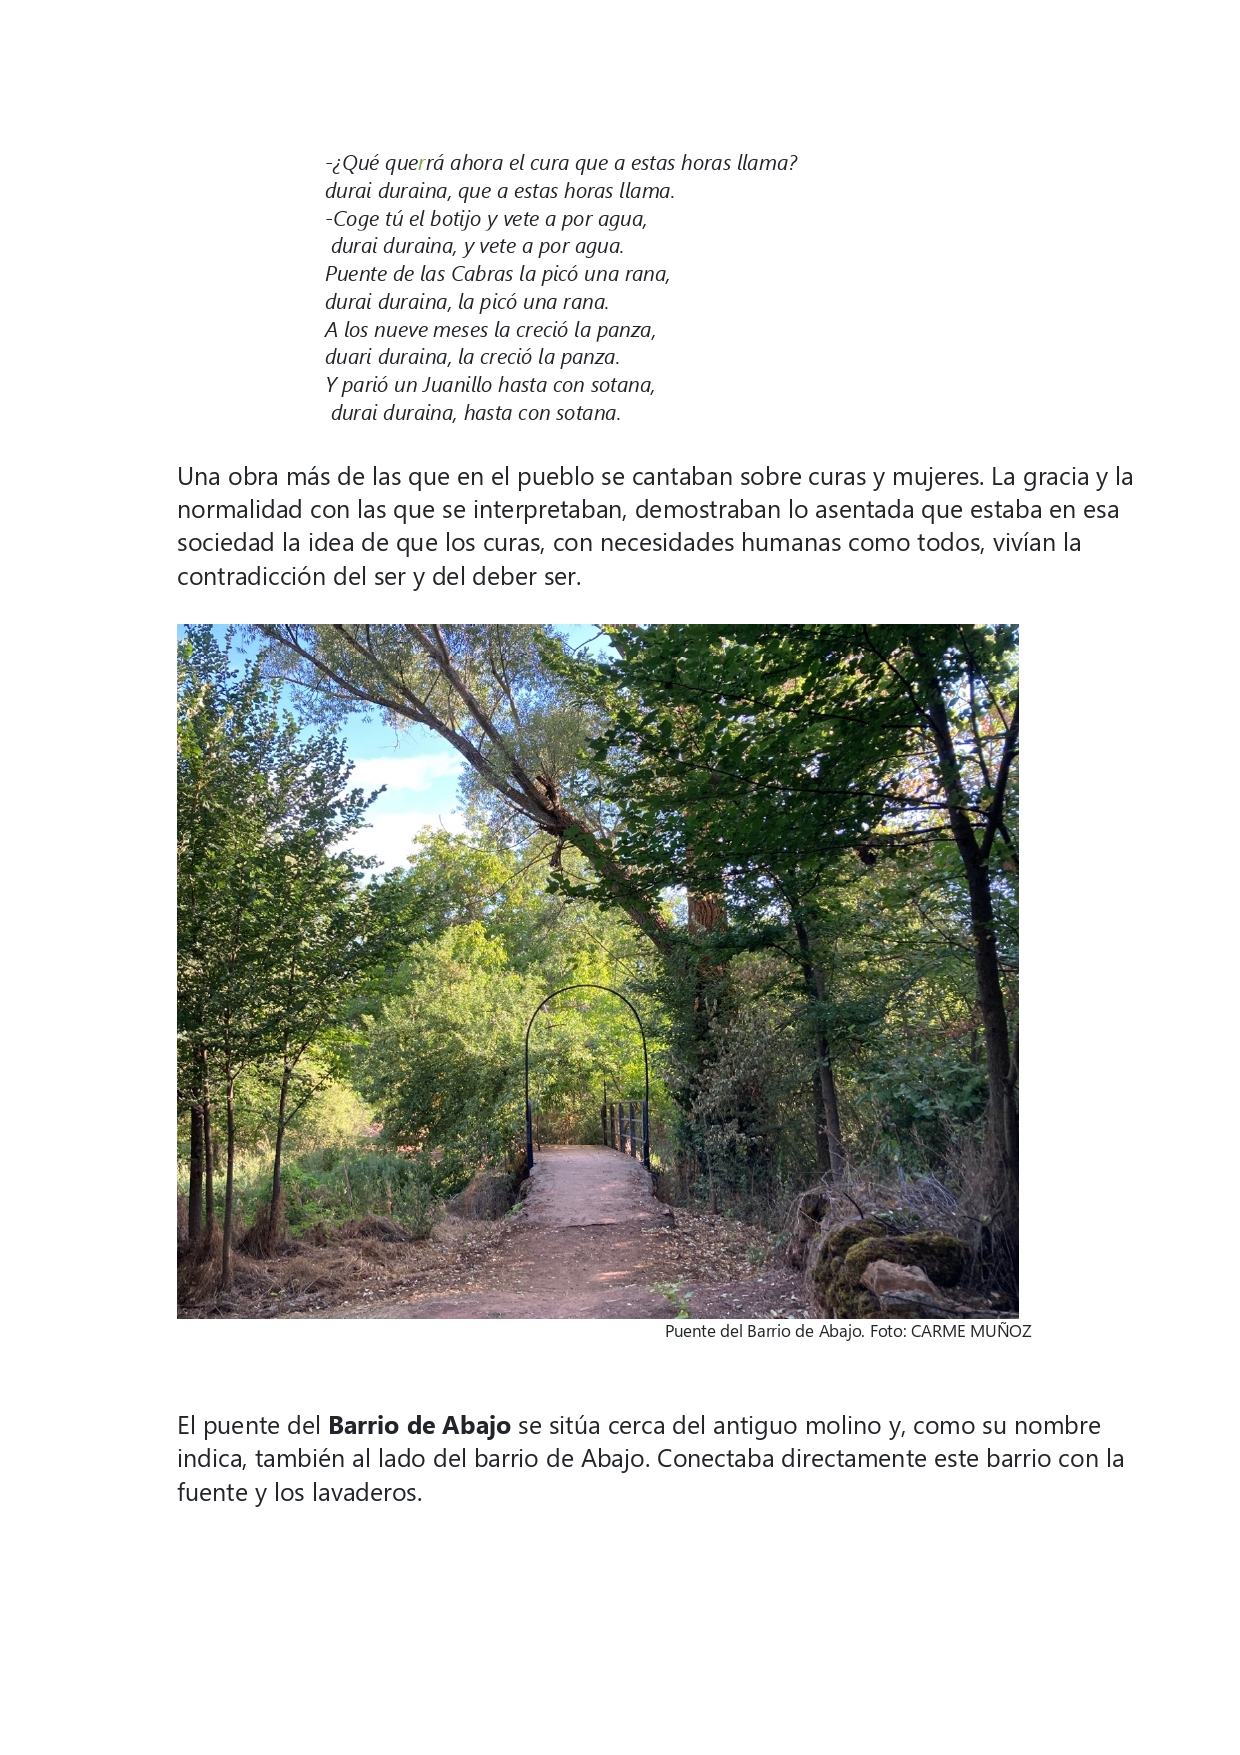 -¿Qué querrá ahora el cura que a estas horas llama?
durai duraina, que a estas horas llama.
-Coge tú el botijo y vete a por agua,
durai duraina, y vete a por agua.
Puente de las Cabras la picó una rana,
durai duraina, la picó una rana.
A los nueve meses la creció la panza,
duari duraina, la creció la panza.
Y parió un Juanillo hasta con sotana,
durai duraina, hasta con sotana.
Una obra más de las que en el pueblo se cantaban sobre curas y mujeres. La gracia y la
normalidad con las que se interpretaban, demostraban lo asentada que estaba en esa
sociedad la idea de que los curas, con necesidades humanas como todos, vivían la
contradicción del ser y del deber ser.
Puente del Barrio de Abajo. Foto: CARME MUÑOZ
El puente del Barrio de Abajo se sitúa cerca del antiguo molino y, como su nombre
indica, también al lado del barrio de Abajo. Conectaba directamente este barrio con la
fuente y los lavaderos.